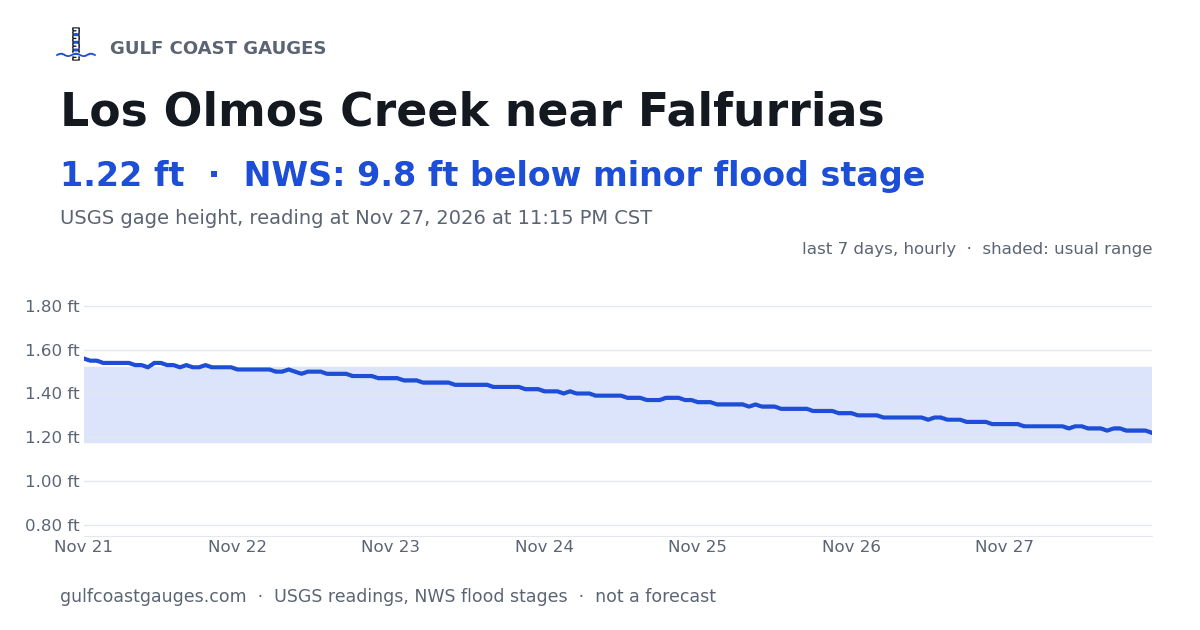 GULF COAST GAUGES
Los Olmos Creek near Falfurrias
1.22 ft · NWS: 9.8 ft below minor flood stage
USGS gage height, reading at Nov 27, 2026 at 11:15 PM CST
last 7 days, hourly · shaded: usual range
1.80 ft
1.60 ft
1.40 ft
1.20 ft
1.00 ft
0.80 ft
Nov 21 Nov 22 Nov 23 Nov 24 Nov 25 Nov 26 Nov 27
gulfcoastgauges.com · USGS readings, NWS flood stages · not a forecast